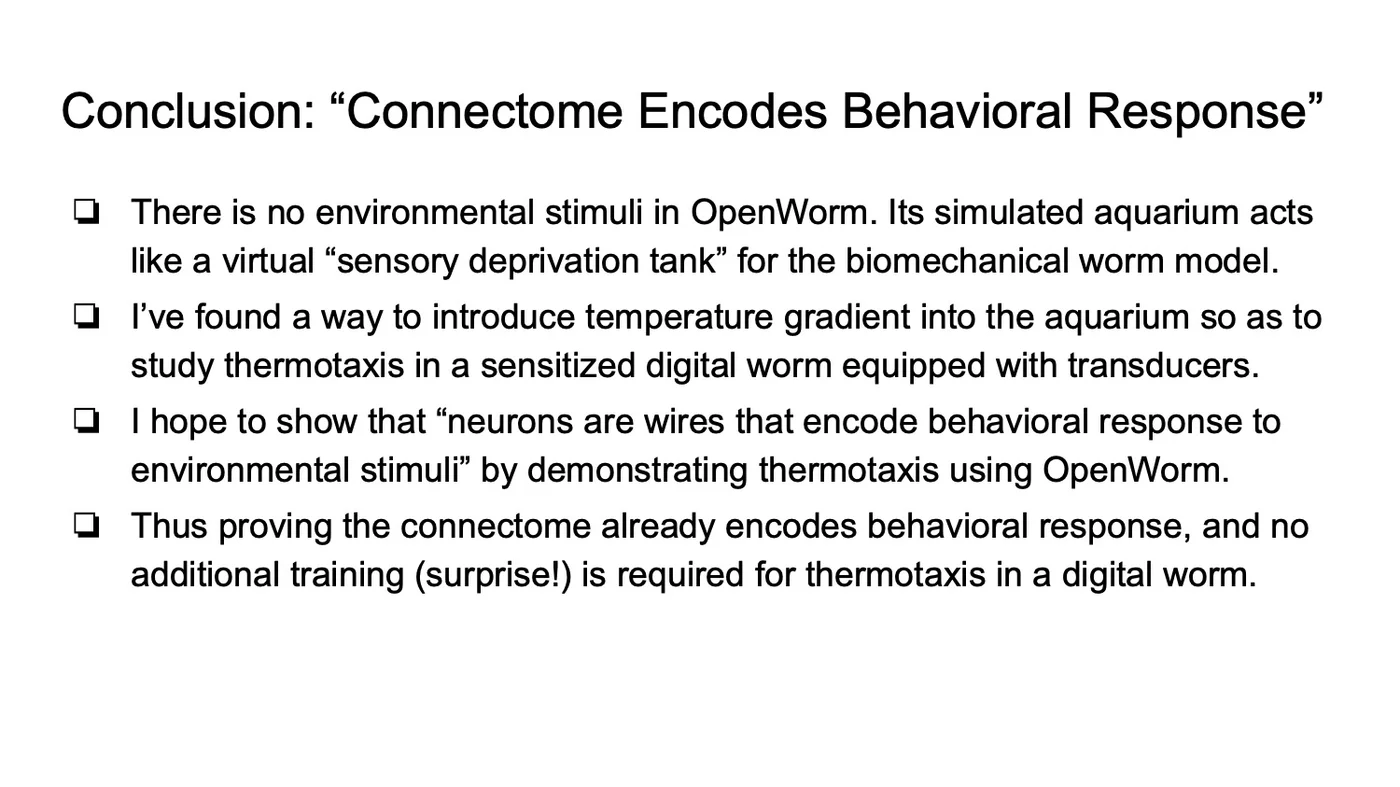 Conclusion: “Connectome Encodes Behavioral Response”
❏ There is no environmental stimuli in OpenWorm. Its simulated aquarium acts
like a virtual “sensory deprivation tank” for the biomechanical worm model.
❏ I’ve found a way to introduce temperature gradient into the aquarium so as to
study thermotaxis in a sensitized digital worm equipped with transducers.
❏ I hope to show that “neurons are wires that encode behavioral response to
environmental stimuli” by demonstrating thermotaxis using OpenWorm.
❏ Thus proving the connectome already encodes behavioral response, and no
additional training (surprise!) is required for thermotaxis in a digital worm.